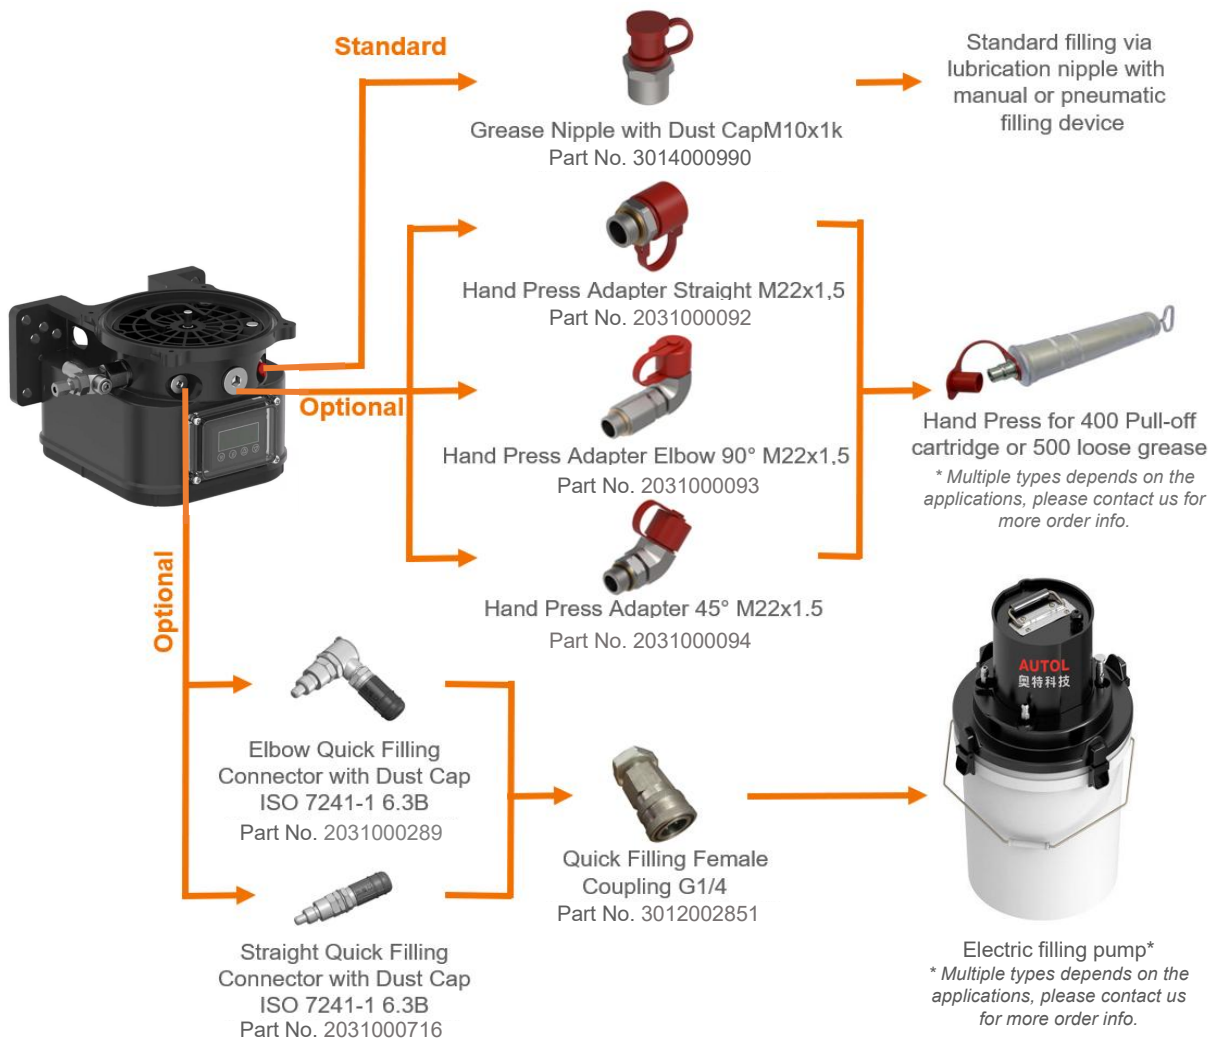 Standard
Grease Nipple with Dust CapM10x1k
Part No. 3014000990
Standard filling via
lubrication nipple with
manual or pneumatic
filling device
Optional
Hand Press Adapter Straight M22x1,5
Part No. 2031000092
Hand Press Adapter Elbow 90° M22x1,5
Part No. 2031000093
Hand Press Adapter 45° M22x1.5
Part No. 2031000094
Hand Press for 400 Pull-off
cartridge or 500 loose grease
* Multiple types depends on the
applications, please contact us for
more order info.
Optional
Elbow Quick Filling
Connector with Dust Cap
ISO 7241-1 6.3B
Part No. 2031000289
Straight Quick Filling
Connector with Dust Cap
ISO 7241-1 6.3B
Part No. 2031000716
Quick Filling Female
Coupling G1/4
Part No. 3012002851
AUTOL
奥特科技
Electric filling pump*
* Multiple types depends on the
applications, please contact us
for more order info.